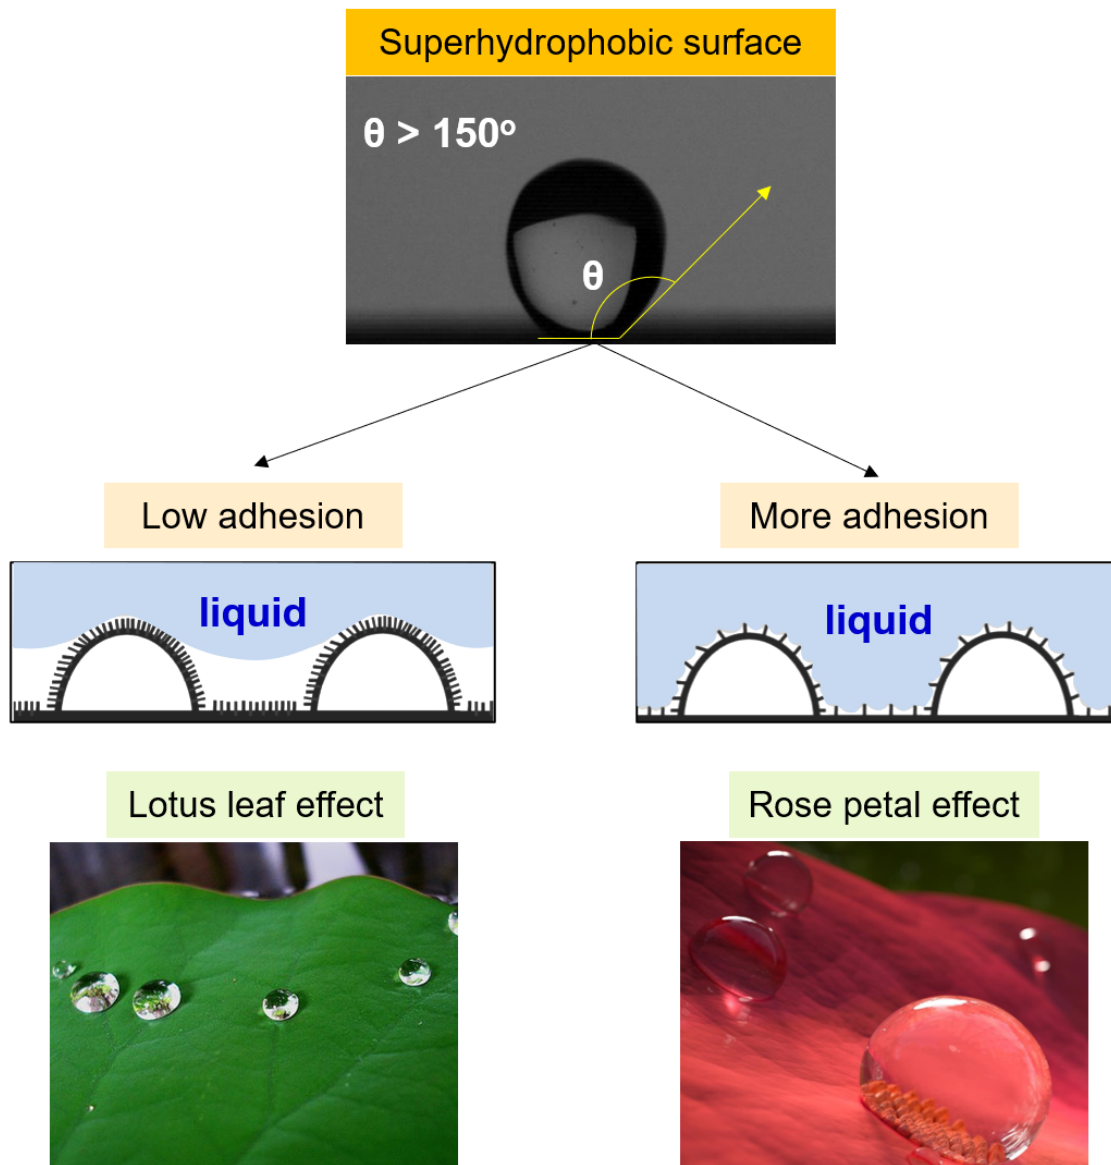 Superhydrophobic surface
θ > 150º
θ
Low adhesion
More adhesion
liquid
liquid
Lotus leaf effect
Rose petal effect